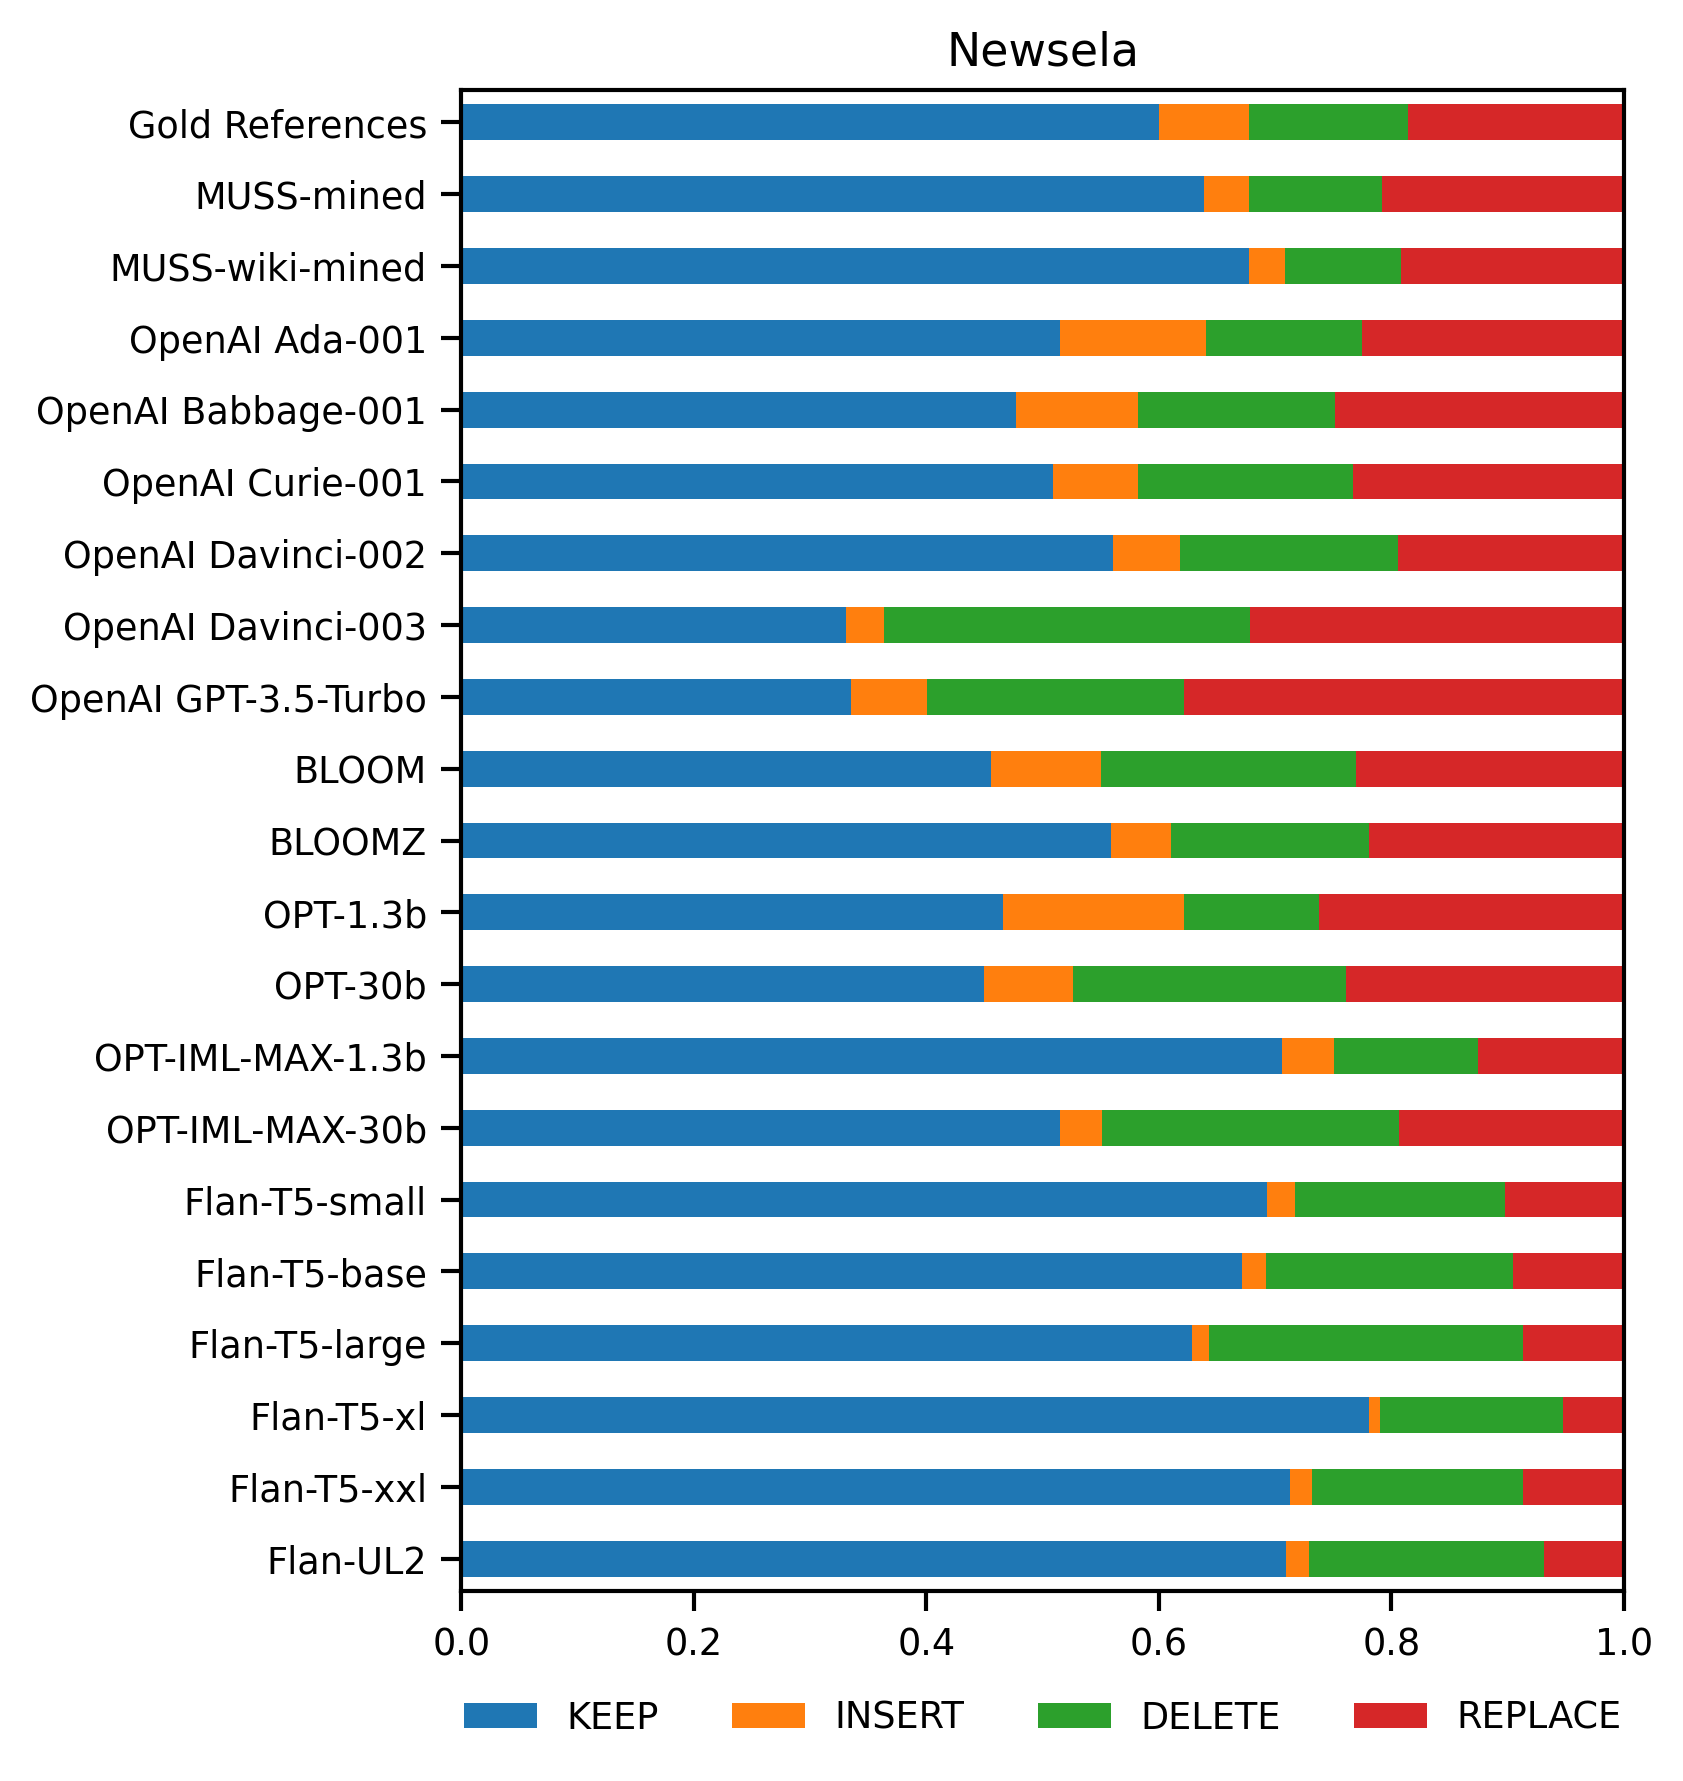 Newsela
Gold References
MUSS-mined
MUSS-wiki-mined
OpenAI Ada-001
OpenAI Babbage-001
OpenAI Curie-001
OpenAI Davinci-002
OpenAI Davinci-003
OpenAI GPT-3.5-Turbo
BLOOM
BLOOMZ
OPT-1.3b
OPT-30b
OPT-IML-MAX-1.3b
OPT-IML-MAX-30b
Flan-T5-small
Flan-T5-base
Flan-T5-large
Flan-T5-xl
Flan-T5-xxl
Flan-UL2
0.0 0.2 0.4 0.6 0.8 1.0
KEEP INSERT DELETE REPLACE